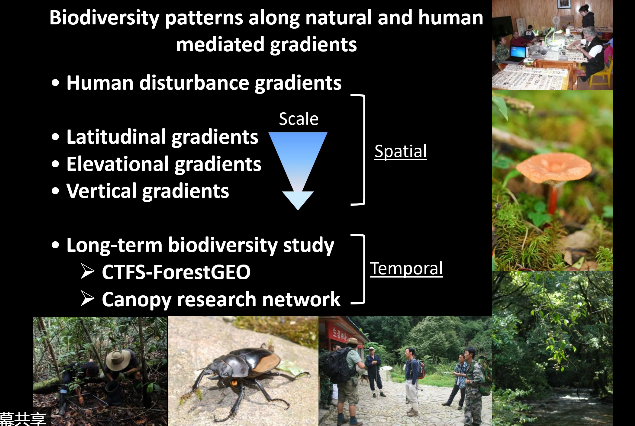 Biodiversity patterns along natural and human
mediated gradients
• Human disturbance gradients
Scale
• Latitudinal gradients
• Elevational gradients
Spatial
• Vertical gradients
• Long-term biodiversity study
➢ CTFS-ForestGEO
Temporal
➢ Canopy research network
幕共享